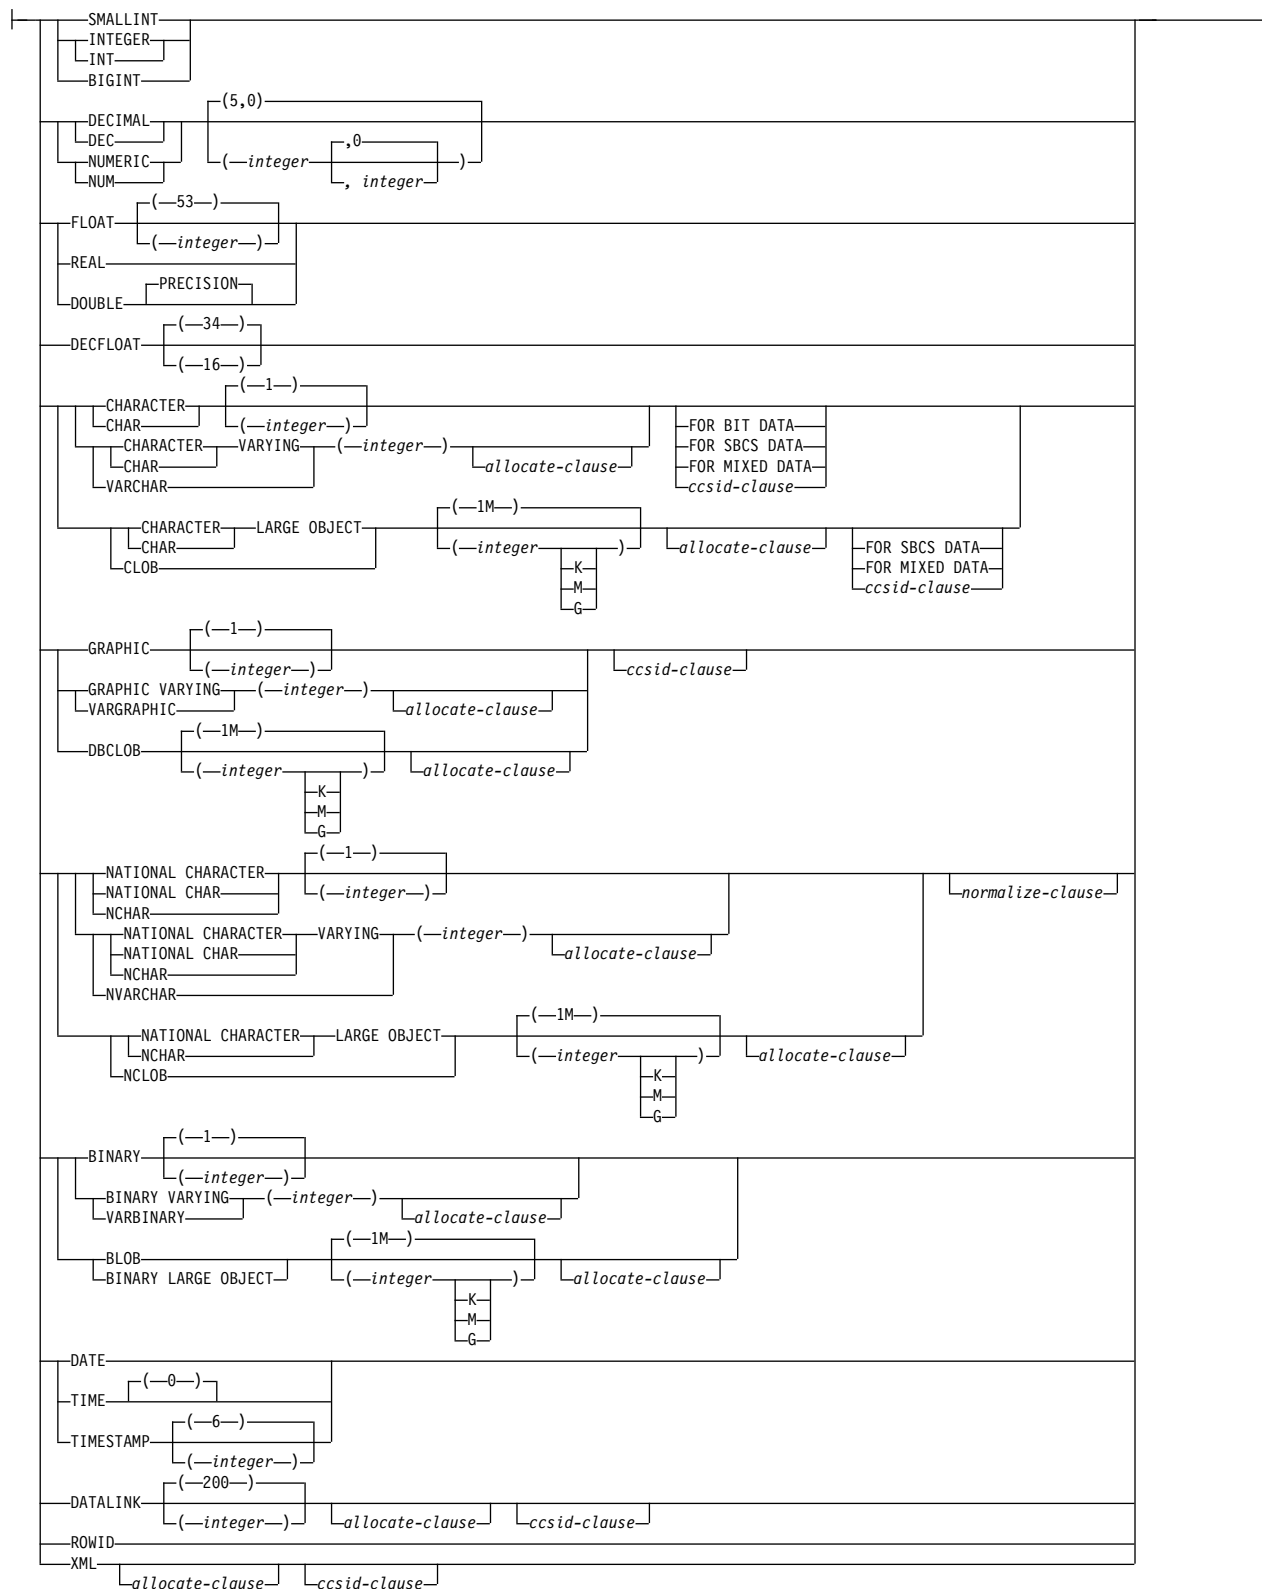 SMALLINT
INTEGER
INT
BIGINT
(5,0)
DECIMAL
DEC
,0
NUMERIC ( integer )
NUM , integer
( 53 )
FLOAT
( integer )
REAL
PRECISION
DOUBLE
( 34 )
DECFLOAT
( 16 )
( 1 )
CHARACTER
CHAR ( integer ) FOR BIT DATA
CHARACTER VARYING ( integer ) FOR SBCS DATA
CHAR allocate-clause FOR MIXED DATA
VARCHAR ccsid-clause
( 1M )
CHARACTER LARGE OBJECT
CHAR ( integer ) allocate-clause FOR SBCS DATA
CLOB K FOR MIXED DATA
M ccsid-clause
G
( 1 )
GRAPHIC
( integer ) ccsid-clause
GRAPHIC VARYING ( integer )
VARGRAPHIC allocate-clause
( 1M )
DBCLOB
( integer ) allocate-clause
K
M
G
( 1 )
NATIONAL CHARACTER
NATIONAL CHAR ( integer ) normalize-clause
NCHAR
NATIONAL CHARACTER VARYING ( integer )
NATIONAL CHAR allocate-clause
NCHAR
NVARCHAR
( 1M )
NATIONAL CHARACTER LARGE OBJECT
NCHAR ( integer ) allocate-clause
NCLOB K
M
G
( 1 )
BINARY
( integer )
BINARY VARYING ( integer )
VARBINARY allocate-clause
( 1M )
BLOB
BINARY LARGE OBJECT ( integer ) allocate-clause
K
M
G
DATE
( 0 )
TIME
( 6 )
TIMESTAMP
( integer )
( 200 )
DATALINK
( integer ) allocate-clause ccsid-clause
ROWID
XML
allocate-clause ccsid-clause